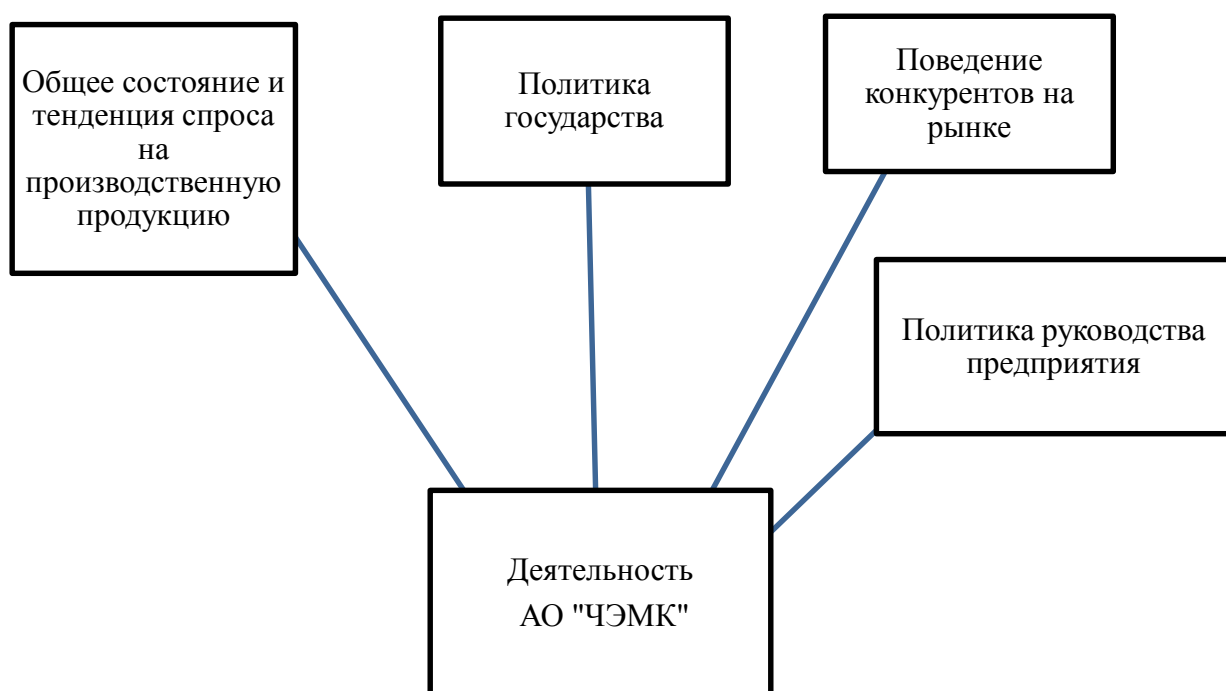 Общее состояние и
тенденция спроса
на
производственную
продукцию
Политика
государства
Поведение
конкурентов на
рынке
Политика руководства
предприятия
Деятельность
АО "ЧЭМК"